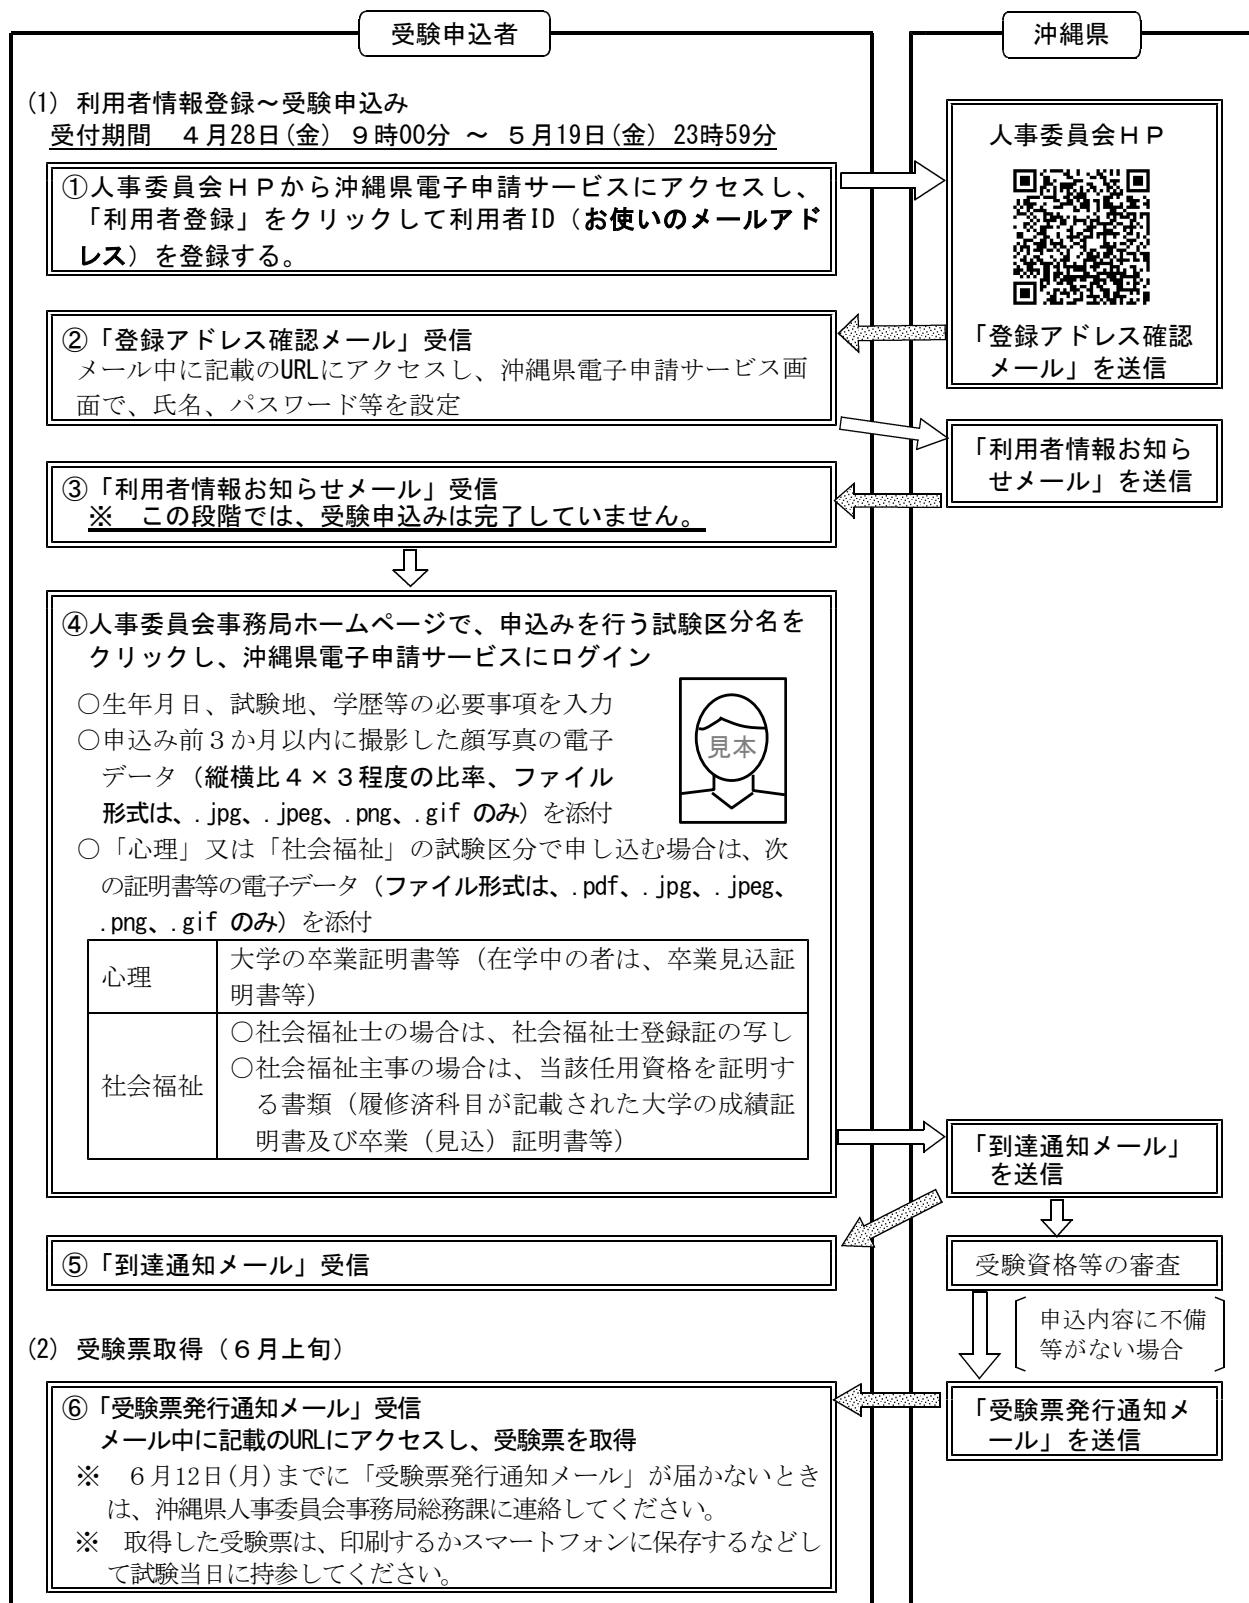 受験申込者
(1) 利用者情報登録～受験申込み
受付期間　４月28日(金) ９時00分 ～ ５月19日(金) 23時59分
①人事委員会ＨＰから沖縄県電子申請サービスにアクセスし、
「利用者登録」をクリックして利用者ID（お使いのメールアド
レス）を登録する。
②「登録アドレス確認メール」受信
メール中に記載のURLにアクセスし、沖縄県電子申請サービス画
面で、氏名、パスワード等を設定
③「利用者情報お知らせメール」受信
※　この段階では、受験申込みは完了していません。
④人事委員会事務局ホームページで、申込みを行う試験区分名を
クリックし、沖縄県電子申請サービスにログイン
○生年月日、試験地、学歴等の必要事項を入力
○申込み前３か月以内に撮影した顔写真の電子
データ（縦横比４×３程度の比率、ファイル
形式は、.jpg、.jpeg、.png、.gif のみ）を添付
見本
○「心理」又は「社会福祉」の試験区分で申し込む場合は、次
の証明書等の電子データ（ファイル形式は、.pdf、.jpg、.jpeg、
.png、.gif のみ）を添付
心理
大学の卒業証明書等（在学中の者は、卒業見込証
明書等）
社会福祉
○社会福祉士の場合は、社会福祉士登録証の写し
○社会福祉主事の場合は、当該任用資格を証明す
る書類（履修済科目が記載された大学の成績証
明書及び卒業（見込）証明書等）
⑤「到達通知メール」受信
(2) 受験票取得（６月上旬）
⑥「受験票発行通知メール」受信
メール中に記載のURLにアクセスし、受験票を取得
※　６月12日(月)までに「受験票発行通知メール」が届かないとき
は、沖縄県人事委員会事務局総務課に連絡してください。
※　取得した受験票は、印刷するかスマートフォンに保存するなどし
て試験当日に持参してください。
沖縄県
人事委員会ＨＰ
「登録アドレス確認
メール」を送信
「利用者情報お知ら
せメール」を送信
「到達通知メール」
を送信
受験資格等の審査
申込内容に不備
等がない場合
「受験票発行通知メ
ール」を送信